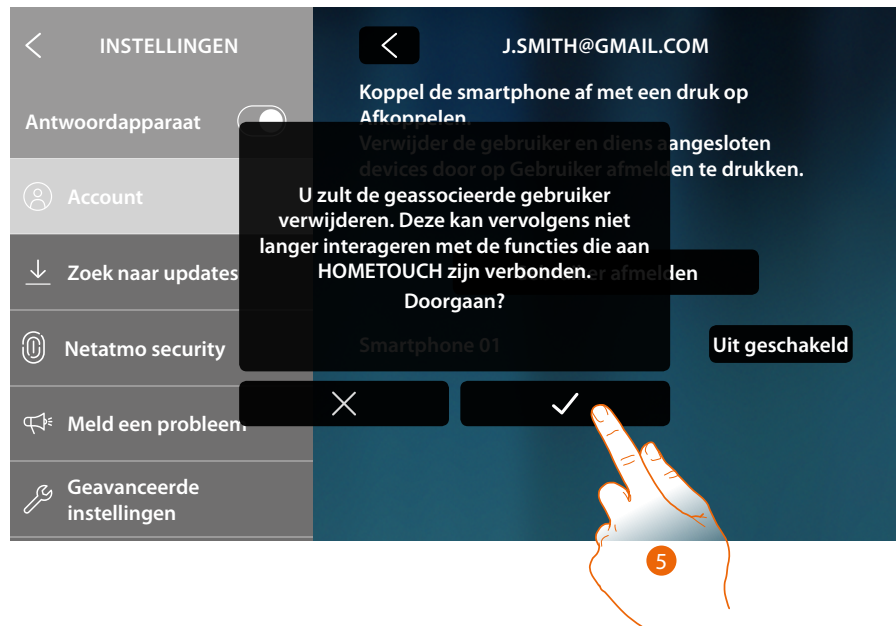 INSTELLINGEN
Antwoordapparaat
Account
Zoek naar updates
Netatmo security
Meld een probleem
Geavanceerde
instellingen
J.SMITH@GMAIL.COM
Koppel de smartphone af met een druk op
Afkoppelen.
Verwijder de gebruiker en diens aangesloten
devices door op Gebruiker afmelden te drukken.
er afmelden
Smartphone 01
Uit geschakeld
U zult de geassocieerde gebruiker
verwijderen. Deze kan vervolgens niet
langer interageren met de functies die aan
HOMETOUCH zijn verbonden.
Doorgaan?
5